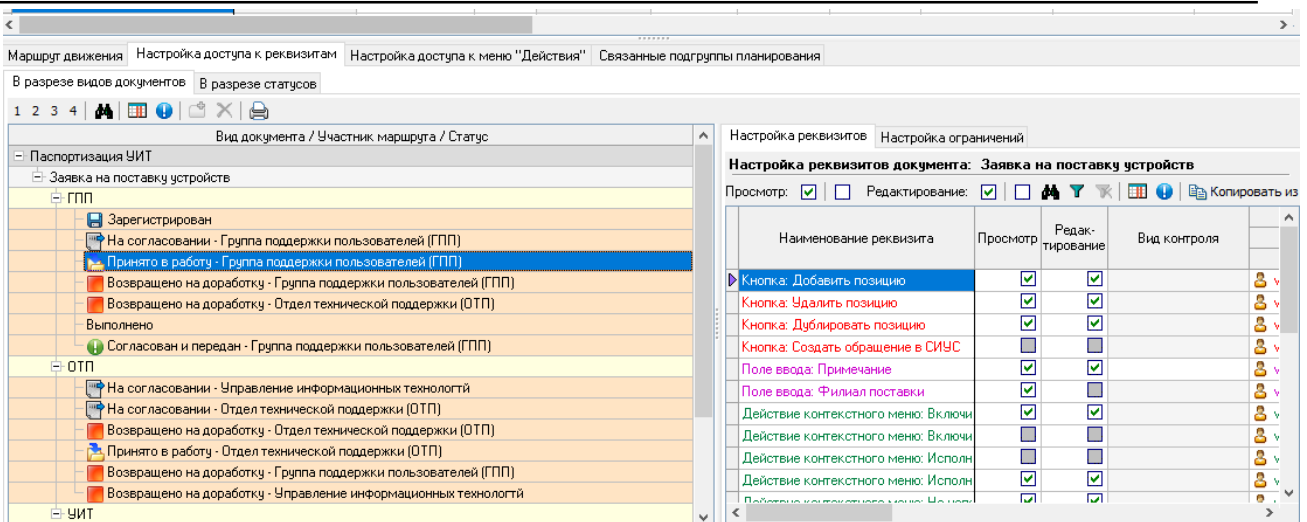 Маршрут движения Настройка доступа к реквизитам Настройка доступа к меню "Действия" Связанные подгруппы планирования
В разрезе видов документов В разрезе статусов
1 2 3 4
Вид документа / Участник маршрута / Статус
Паспортизация УИТ
Заявка на поставку устройств
ГПП
Зарегистрирован
На согласовании - Группа поддержки пользователей (ГПП)
Принято в работу - Группа поддержки пользователей (ГПП)
Возвращено на доработку - Группа поддержки пользователей (ГПП)
Возвращено на доработку - Отдел технической поддержки (ОТП)
Выполнено
Согласован и передан - Группа поддержки пользователей (ГПП)
ОТП
На согласовании - Управление информационных технологтй
На согласовании - Отдел технической поддержки (ОТП)
Возвращено на доработку - Отдел технической поддержки (ОТП)
Принято в работу - Отдел технической поддержки (ОТП)
Возвращено на доработку - Группа поддержки пользователей (ГПП)
Возвращено на доработку - Управление информационных технологтй
УИТ
Настройка реквизитов Настройка ограничений
Настройка реквизитов документа: Заявка на поставку устройств
Просмотр: Редактирование: Копировать из
Наименование реквизита Просмотр Редак-тирование Вид контроля
Кнопка: Добавить позицию
Кнопка: Удалить позицию
Кнопка: Дублировать позицию
Кнопка: Создать обращение в СИУС
Поле ввода: Примечание
Поле ввода: Филиал поставки
Действие контекстного меню: Включи
Действие контекстного меню: Включи
Действие контекстного меню: Исполн
Действие контекстного меню: Исполн